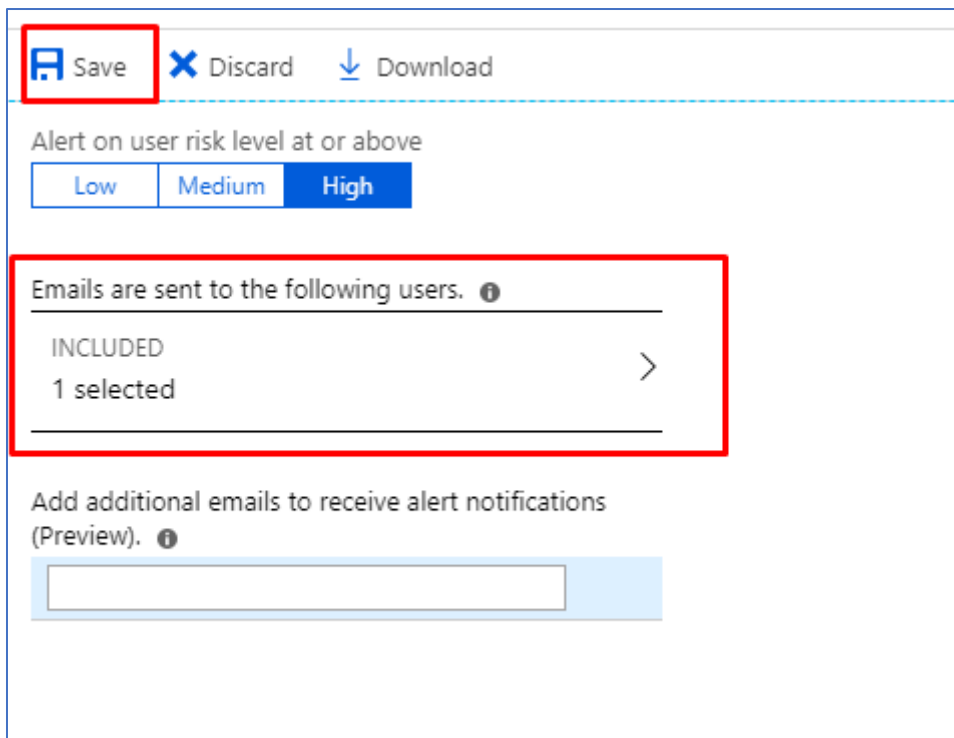 Save Discard Download
Alert on user risk level at or above
Low Medium High
Emails are sent to the following users.
INCLUDED
1 selected
Add additional emails to receive alert notifications
(Preview).